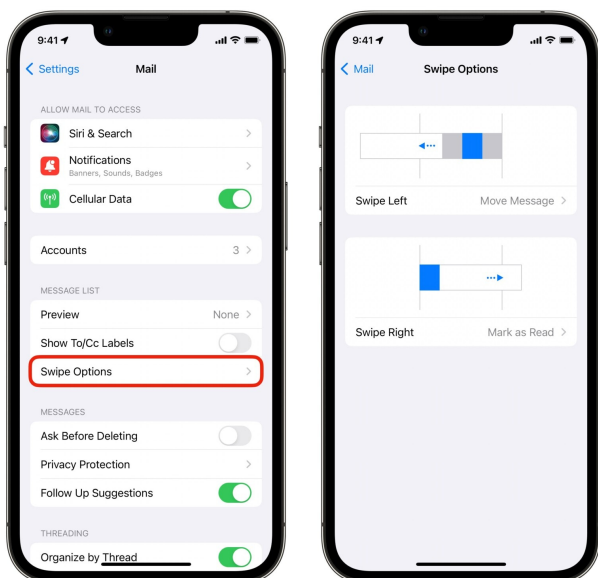 9:41
Settings
Mail
ALLOW MAIL TO ACCESS
Siri & Search
Notifications
Banners, Sounds, Badges
Cellular Data
Accounts 3
MESSAGE LIST
Preview None
Show To/Cc Labels
Swipe Options
MESSAGES
Ask Before Deleting
Privacy Protection
Follow Up Suggestions
THREADING
Organize by Thread
9:41
Mail
Swipe Options
Swipe Left Move Message
Swipe Right Mark as Read